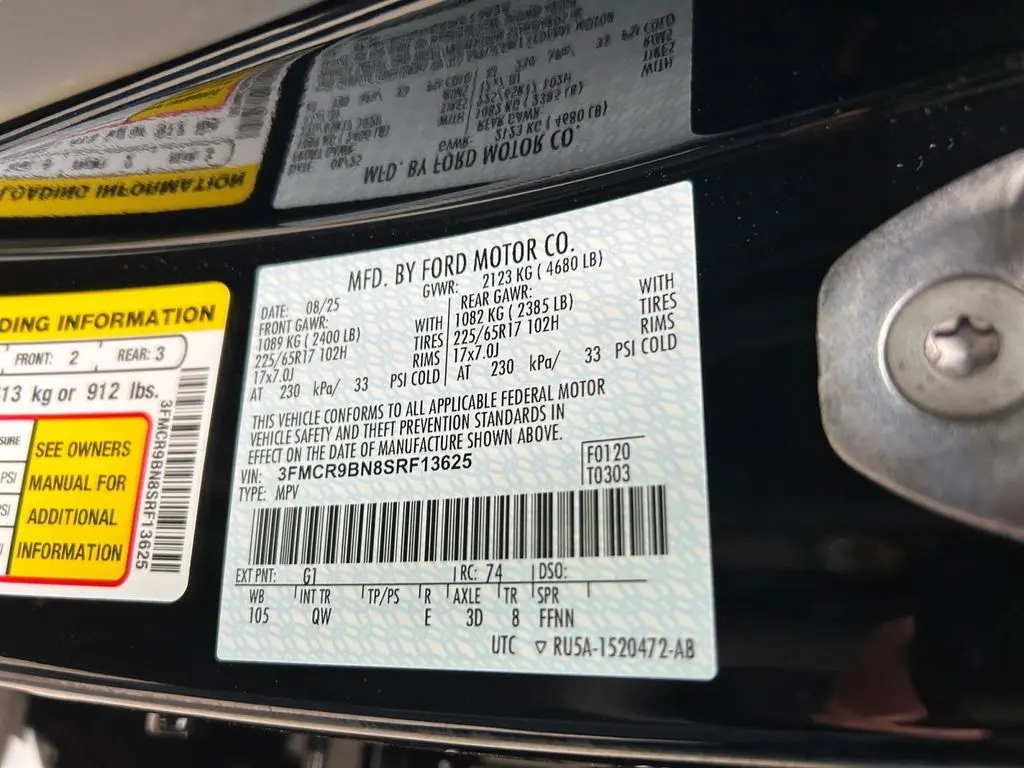 MFD. BY FORD MOTOR CO.
DATE: 08/25 GVWR: 2123 KG ( 4680 LB)
FRONT GAWR: REAR GAWR:
1089 KG ( 2400 LB) WITH 1082 KG ( 2385 LB) WITH
225/65R17 102H TIRES 225/65R17 102H TIRES
17x7.0J RIMS 17x7.0J RIMS
AT 230 kPa/ 33 PSI COLD AT 230 kPa/ 33 PSI COLD
THIS VEHICLE CONFORMS TO ALL APPLICABLE FEDERAL MOTOR
VEHICLE SAFETY AND THEFT PREVENTION STANDARDS IN
EFFECT ON THE DATE OF MANUFACTURE SHOWN ABOVE.
VIN: 3FMCR9BN8SRF13625
TYPE: MPV
F0120
T0303
EXT PNT: G1 RC: 74 DSO:
WB INT TR TP/PS R AXLE TR SPR
105 QW E 3D 8 FFNN
UTC ▽ RU5A-1520472-AB
DING INFORMATION
FRONT: 2 REAR: 3
13 kg or 912 lbs.
SURE
PSI
SEE OWNERS
MANUAL FOR
ADDITIONAL
INFORMATION
3FMCR9BN8SRF13625